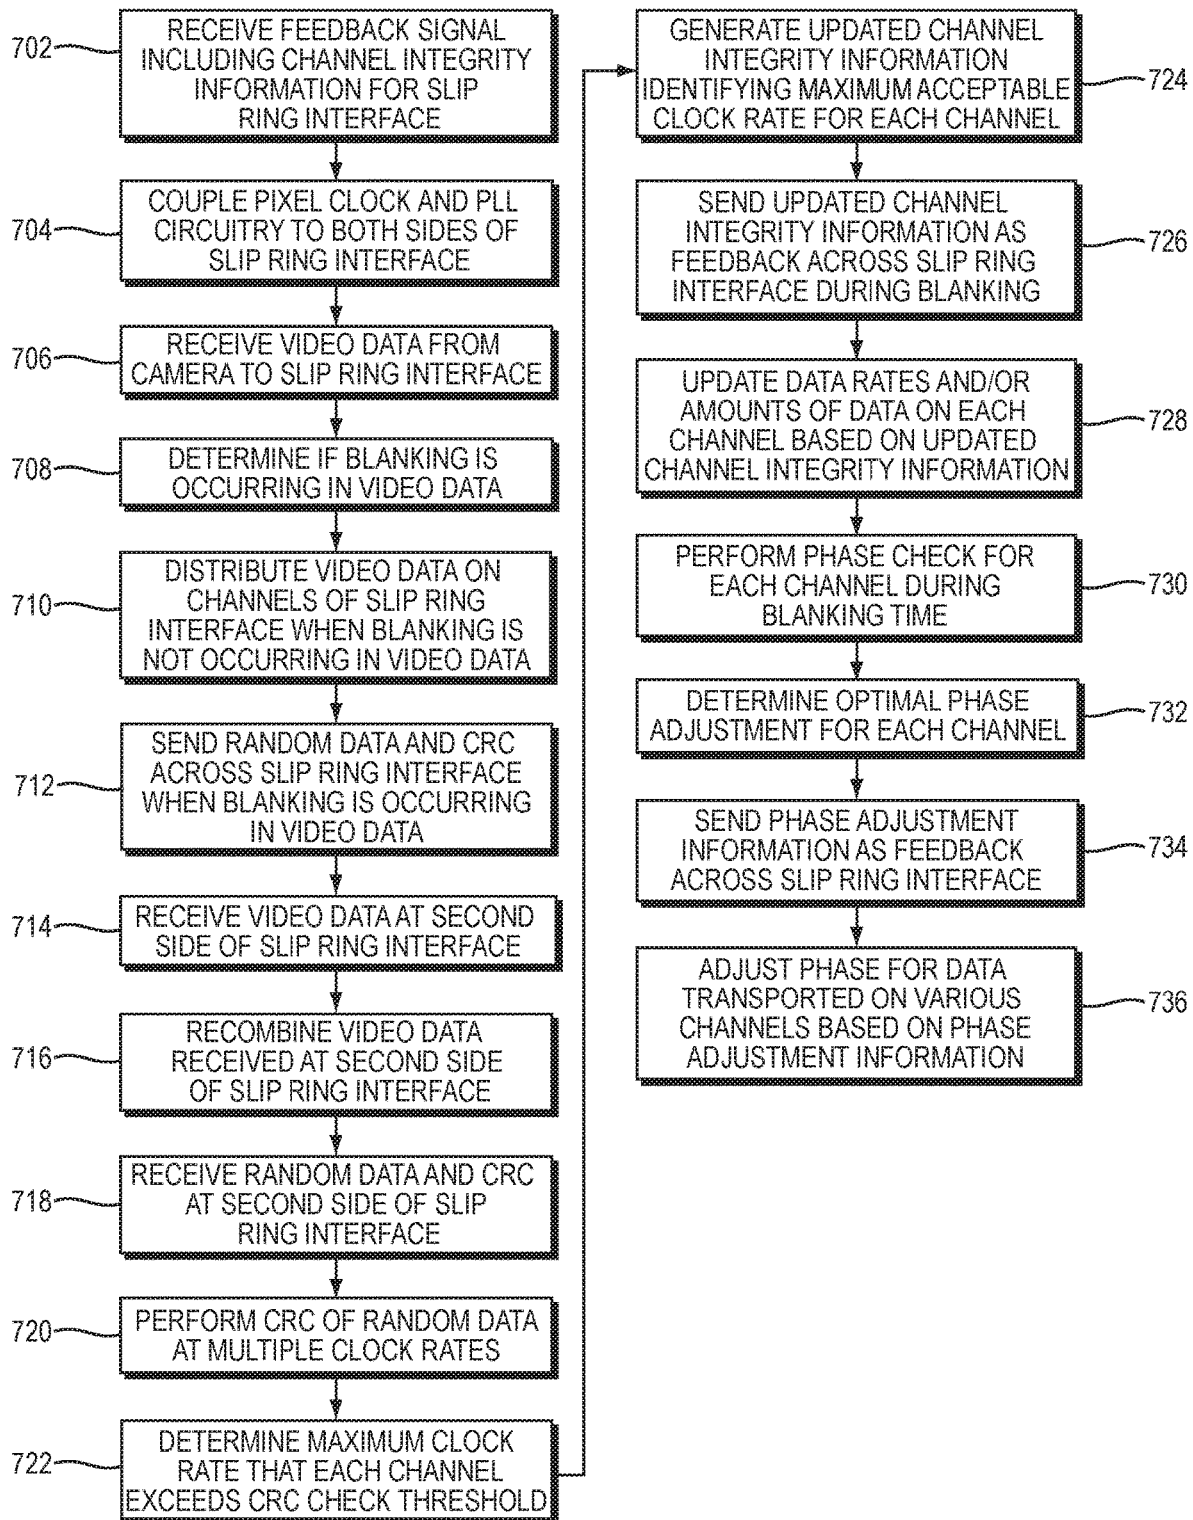 702
RECEIVE FEEDBACK SIGNAL
INCLUDING CHANNEL INTEGRITY
INFORMATION FOR SLIP
RING INTERFACE
704
COUPLE PIXEL CLOCK AND PLL
CIRCUITRY TO BOTH SIDES OF
SLIP RING INTERFACE
706
RECEIVE VIDEO DATA FROM
CAMERA TO SLIP RING INTERFACE
708
DETERMINE IF BLANKING IS
OCCURRING IN VIDEO DATA
710
DISTRIBUTE VIDEO DATA ON
CHANNELS OF SLIP RING
INTERFACE WHEN BLANKING IS
NOT OCCURRING IN VIDEO DATA
712
SEND RANDOM DATA AND CRC
ACROSS SLIP RING INTERFACE
WHEN BLANKING IS OCCURRING
IN VIDEO DATA
714
RECEIVE VIDEO DATA AT SECOND
SIDE OF SLIP RING INTERFACE
716
RECOMBINE VIDEO DATA
RECEIVED AT SECOND SIDE
OF SLIP RING INTERFACE
718
RECEIVE RANDOM DATA AND CRC
AT SECOND SIDE OF SLIP
RING INTERFACE
720
PERFORM CRC OF RANDOM DATA
AT MULTIPLE CLOCK RATES
722
DETERMINE MAXIMUM CLOCK
RATE THAT EACH CHANNEL
EXCEEDS CRC CHECK THRESHOLD
GENERATE UPDATED CHANNEL
INTEGRITY INFORMATION
IDENTIFYING MAXIMUM ACCEPTABLE
CLOCK RATE FOR EACH CHANNEL
724
SEND UPDATED CHANNEL
INTEGRITY INFORMATION AS
FEEDBACK ACROSS SLIP RING
INTERFACE DURING BLANKING
726
UPDATE DATA RATES AND/OR
AMOUNTS OF DATA ON EACH
CHANNEL BASED ON UPDATED
CHANNEL INTEGRITY INFORMATION
728
PERFORM PHASE CHECK FOR
EACH CHANNEL DURING
BLANKING TIME
730
DETERMINE OPTIMAL PHASE
ADJUSTMENT FOR EACH CHANNEL
732
SEND PHASE ADJUSTMENT
INFORMATION AS FEEDBACK
ACROSS SLIP RING INTERFACE
734
ADJUST PHASE FOR DATA
TRANSPORTED ON VARIOUS
CHANNELS BASED ON PHASE
ADJUSTMENT INFORMATION
736